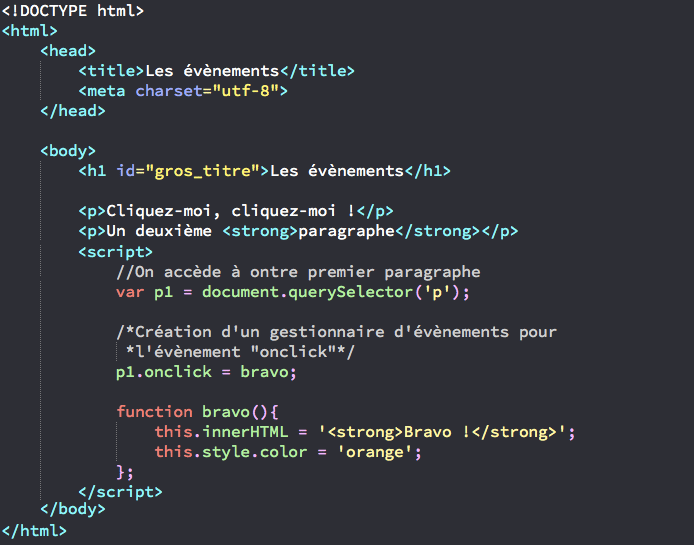 <!DOCTYPE html>
<html>
<head>
<title>Les évènements</title>
<meta charset="utf-8">
</head>
<body>
<h1 id="gros_titre">Les évènements</h1>
<p>Cliquez-moi, cliquez-moi !</p>
<p>Un deuxième <strong>paragraphe</strong></p>
<script>
//On accède à ontre premier paragraphe
var p1 = document.querySelector('p');
/*Création d'un gestionnaire d'évènements pour
*l'évènement "onclick"*/
p1.onclick = bravo;
function bravo(){
this.innerHTML = '<strong>Bravo !</strong>';
this.style.color = 'orange';
};
</script>
</body>
</html>